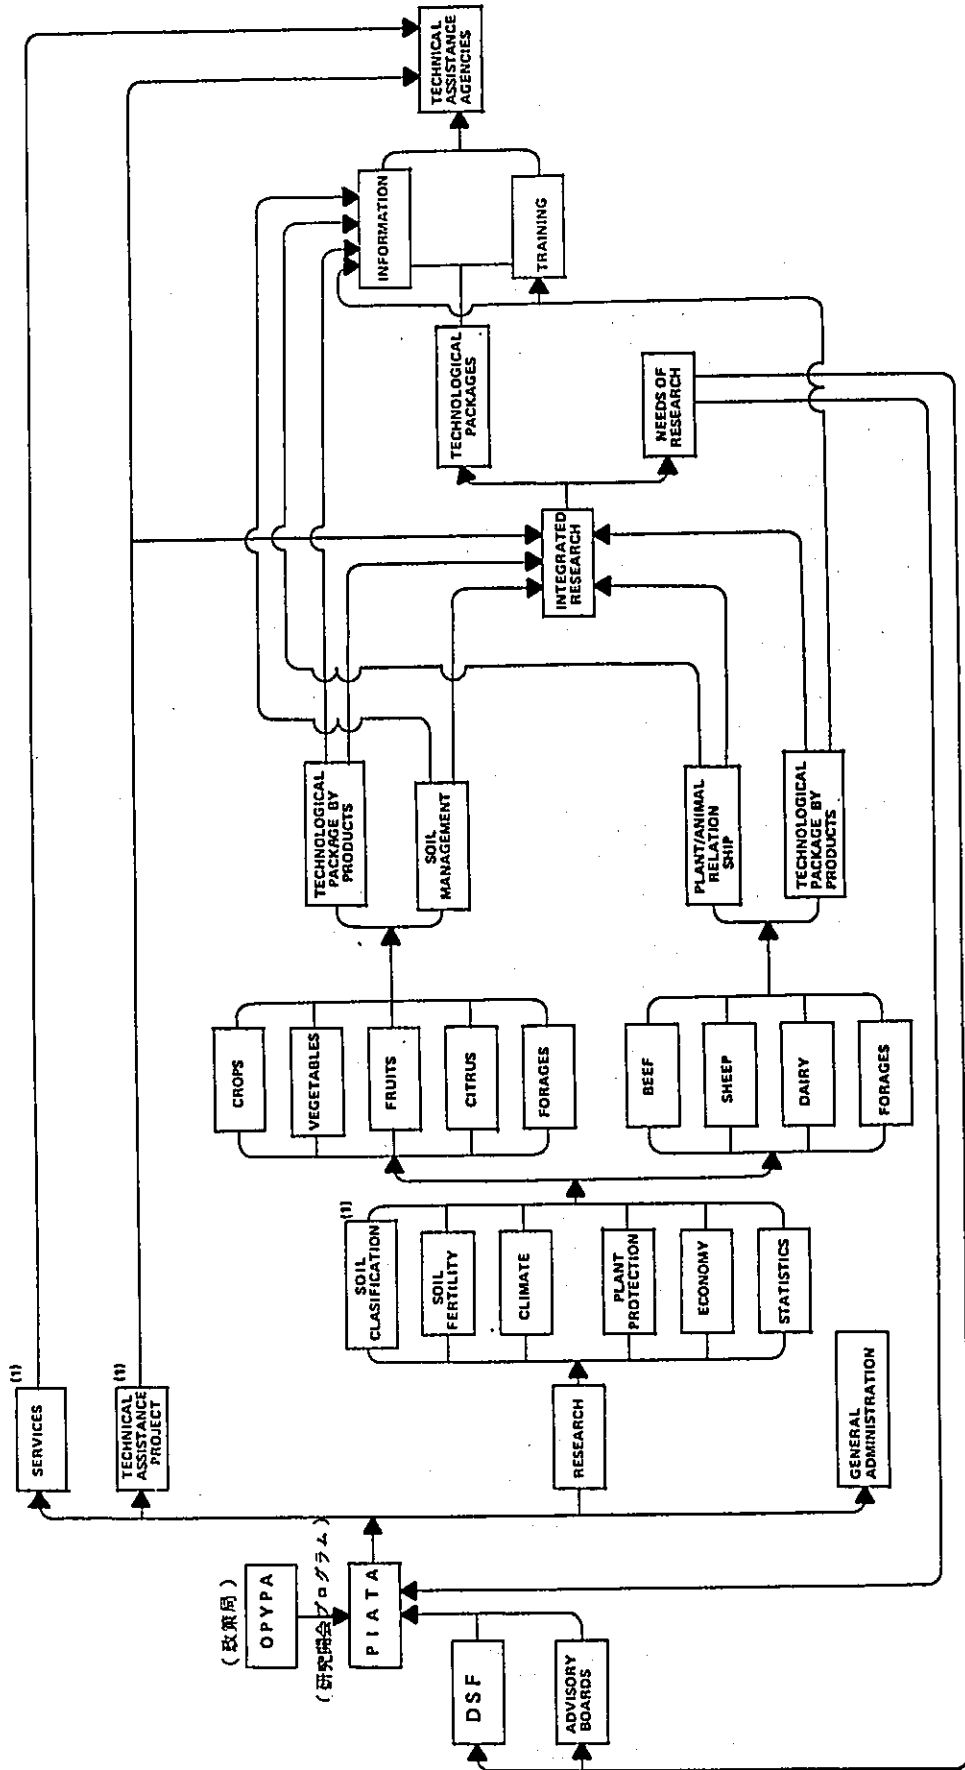 (政策局)
OPYPA
PIATA
(研究開会プログラム)
DSF
ADVISORY
BOARDS
(1)
SERVICES
(1)
TECHNICAL
ASSISTANCE
PROJECT
RESEARCH
GENERAL
ADMINISTRATION
(1)
SOIL
CLASIFICATION
SOIL
FERTILITY
CLIMATE
PLANT
PROTECTION
ECONOMY
STATISTICS
CROPS
VEGETABLES
FRUITS
CITRUS
FORAGES
BEEF
SHEEP
DAIRY
FORAGES
TECHNOLOGICAL
PACKAGE BY
PRODUCTS
SOIL
MANAGEMENT
PLANT/ANIMAL
RELATION
SHIP
TECHNOLOGICAL
PACKAGE BY
PRODUCTS
INTEGRATED
RESEARCH
TECHNOLOGICAL
PACKAGES
NEEDS OF
RESEARCH
INFORMATION
TRAINING
TECHNICAL
ASSISTANCE
AGENCIES